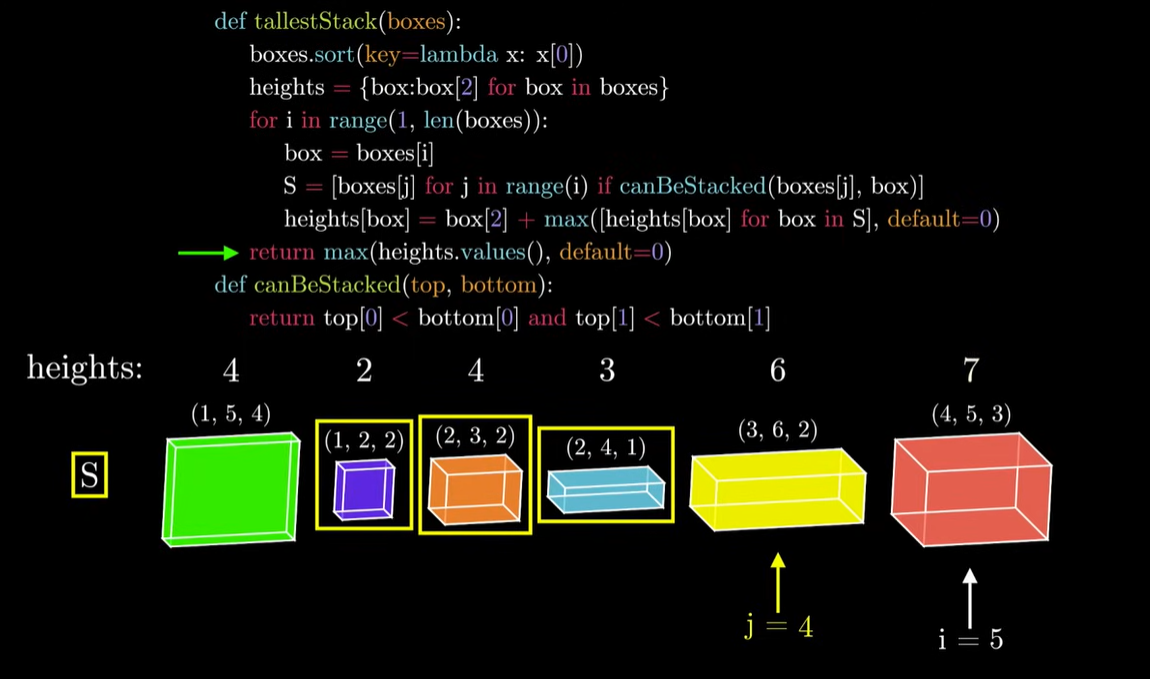 def tallestStack(boxes):
boxes.sort(key=lambda x: x[0])
heights = {box:box[2] for box in boxes}
for i in range(1, len(boxes)):
box = boxes[i]
S = [boxes[j] for j in range(i) if canBeStacked(boxes[j], box)]
heights[box] = box[2] + max([heights[box] for box in S], default=0)
return max(heights.values(), default=0)
def canBeStacked(top, bottom):
return top[0] < bottom[0] and top[1] < bottom[1]
heights: 4 2 4 3 6 7
(1, 5, 4) (1, 2, 2) (2, 3, 2) (2, 4, 1) (3, 6, 2) (4, 5, 3)
S
j = 4
i = 5